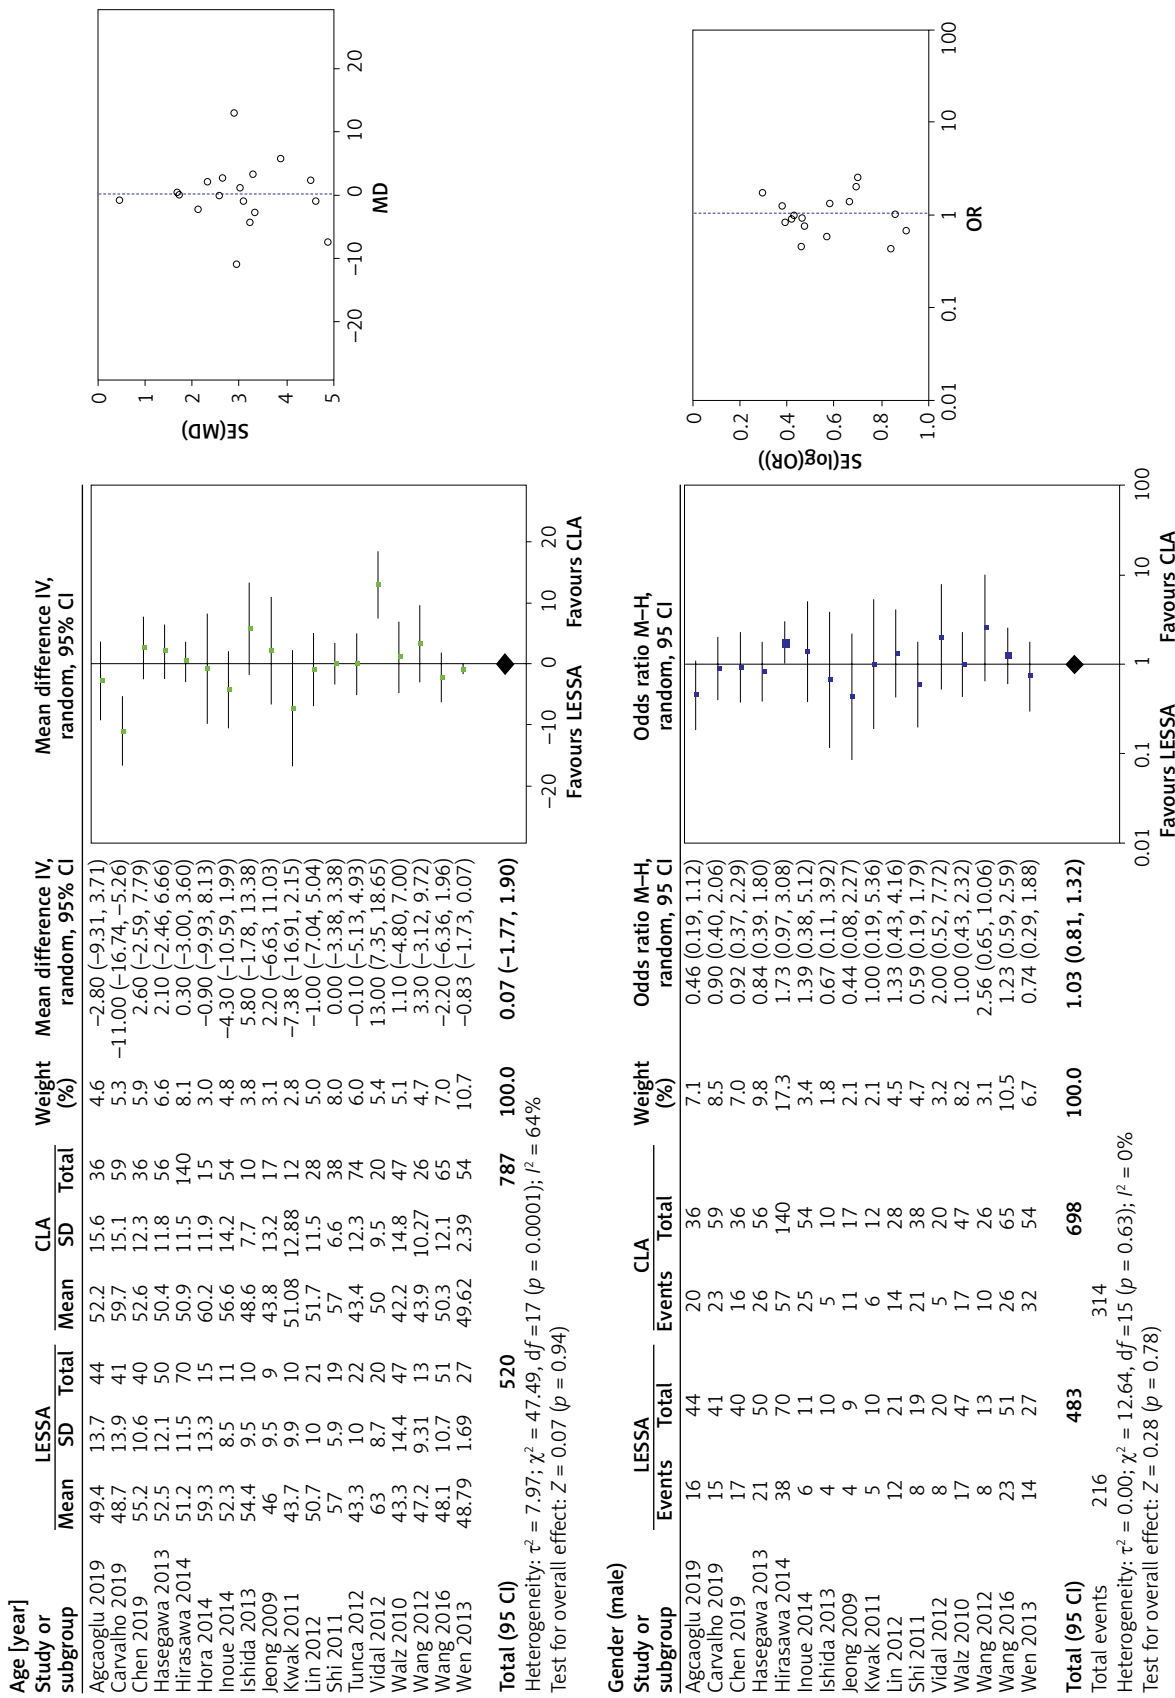 Age [year]
Study or subgroup LESSA CLA Weight (%) Mean difference IV, random, 95% CI Mean difference IV, random, 95% CI
Mean SD Total Mean SD Total
Agcaoglu 2019 49.4 13.7 44 52.2 15.6 36 4.6 −2.80 (−9.31, 3.71)
Carvalho 2019 48.7 13.9 41 59.7 15.1 59 5.3 −11.00 (−16.74, −5.26)
Chen 2019 55.2 10.6 40 52.6 12.3 36 5.9 2.60 (−2.59, 7.79)
Hasegawa 2013 52.5 12.1 50 50.4 11.8 56 6.6 2.10 (−2.46, 6.66)
Hirasawa 2014 51.2 11.5 70 50.9 11.5 140 8.1 0.30 (−3.00, 3.60)
Hora 2014 59.3 13.3 15 60.2 11.9 15 3.0 −0.90 (−9.93, 8.13)
Inoue 2014 52.3 8.5 11 56.6 14.2 54 4.8 −4.30 (−10.59, 1.99)
Ishida 2013 54.4 9.5 10 48.6 7.7 10 3.8 5.80 (−1.78, 13.38)
Jeong 2009 46 9.5 9 43.8 13.2 17 3.1 2.20 (−6.63, 11.03)
Kwak 2011 43.7 9.9 10 51.08 12.88 12 2.8 −7.38 (−16.91, 2.15)
Lin 2012 50.7 10 21 51.7 11.5 28 5.0 −1.00 (−7.04, 5.04)
Shi 2011 57 5.9 19 57 6.6 38 8.0 0.00 (−3.38, 3.38)
Tunca 2012 43.3 10 22 43.4 12.3 74 6.0 −0.10 (−5.13, 4.93)
Vidal 2012 63 8.7 20 50 9.5 20 5.4 13.00 (7.35, 18.65)
Walz 2010 43.3 14.4 47 42.2 14.8 47 5.1 1.10 (−4.80, 7.00)
Wang 2012 47.2 9.31 13 43.9 10.27 26 4.7 3.30 (−3.12, 9.72)
Wang 2016 48.1 10.7 51 50.3 12.1 65 7.0 −2.20 (−6.36, 1.96)
Wen 2013 48.79 1.69 27 49.62 2.39 54 10.7 −0.83 (−1.73, 0.07)
Total (95 CI) 520 787 100.0 0.07 (−1.77, 1.90)
Heterogeneity: τ² = 7.97; χ² = 47.49, df =17 (p = 0.0001); I² = 64%
Test for overall effect: Z = 0.07 (p = 0.94)
−20 −10 0 10 20
Favours LESSA Favours CLA
SE(MD)
0
1
2
3
4
5
−20 −10 0 10 20
MD
Gender (male)
Study or subgroup LESSA CLA Weight (%) Odds ratio M–H, random, 95 CI Odds ratio M–H, random, 95 CI
Events Total Events Total
Agcaoglu 2019 16 44 20 36 7.1 0.46 (0.19, 1.12)
Carvalho 2019 15 41 23 59 8.5 0.90 (0.40, 2.06)
Chen 2019 17 40 16 36 7.0 0.92 (0.37, 2.29)
Hasegawa 2013 21 50 26 56 9.8 0.84 (0.39, 1.80)
Hirasawa 2014 38 70 57 140 17.3 1.73 (0.97, 3.08)
Inoue 2014 6 11 25 54 3.4 1.39 (0.38, 5.12)
Ishida 2013 4 10 5 10 1.8 0.67 (0.11, 3.92)
Jeong 2009 4 9 11 17 2.1 0.44 (0.08, 2.27)
Kwak 2011 5 10 6 12 2.1 1.00 (0.19, 5.36)
Lin 2012 12 21 14 28 4.5 1.33 (0.43, 4.16)
Shi 2011 8 19 21 38 4.7 0.59 (0.19, 1.79)
Vidal 2012 8 20 5 20 3.2 2.00 (0.52, 7.72)
Walz 2010 17 47 17 47 8.2 1.00 (0.43, 2.32)
Wang 2012 8 13 10 26 3.1 2.56 (0.65, 10.06)
Wang 2016 23 51 26 65 10.5 1.23 (0.59, 2.59)
Wen 2013 14 27 32 54 6.7 0.74 (0.29, 1.88)
Total (95 CI) 483 698 100.0 1.03 (0.81, 1.32)
Total events 216 314
Heterogeneity: τ² = 0.00; χ² = 12.64, df =15 (p = 0.63); I² = 0%
Test for overall effect: Z = 0.28 (p = 0.78)
0.01 0.1 1 10 100
Favours LESSA Favours CLA
SE(log(OR))
0
0.2
0.4
0.6
0.8
1.0
0.01 0.1 1 10 100
OR